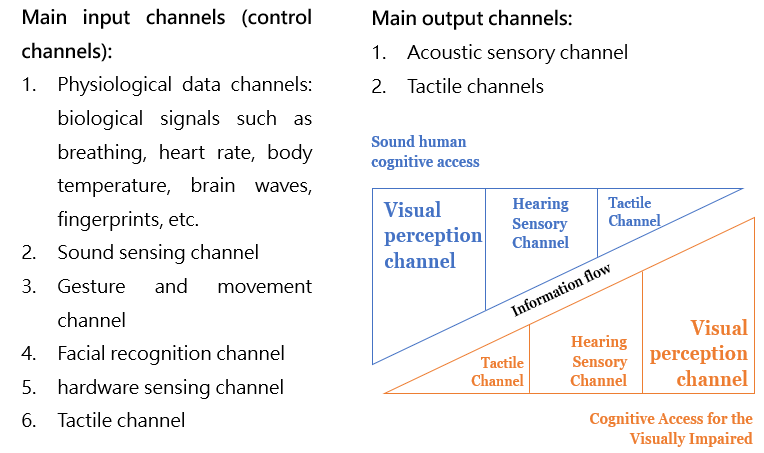 Main input channels (control
channels):
1. Physiological data channels:
biological signals such as
breathing, heart rate, body
temperature, brain waves,
fingerprints, etc.
2. Sound sensing channel
3. Gesture and movement
channel
4. Facial recognition channel
5. hardware sensing channel
6. Tactile channel
Main output channels:
1. Acoustic sensory channel
2. Tactile channels
Sound human
cognitive access
Visual
perception
channel
Hearing
Sensory
Channel
Tactile
Channel
Information flow
Tactile
Channel
Hearing
Sensory
Channel
Visual
perception
channel
Cognitive Access for the
Visually Impaired